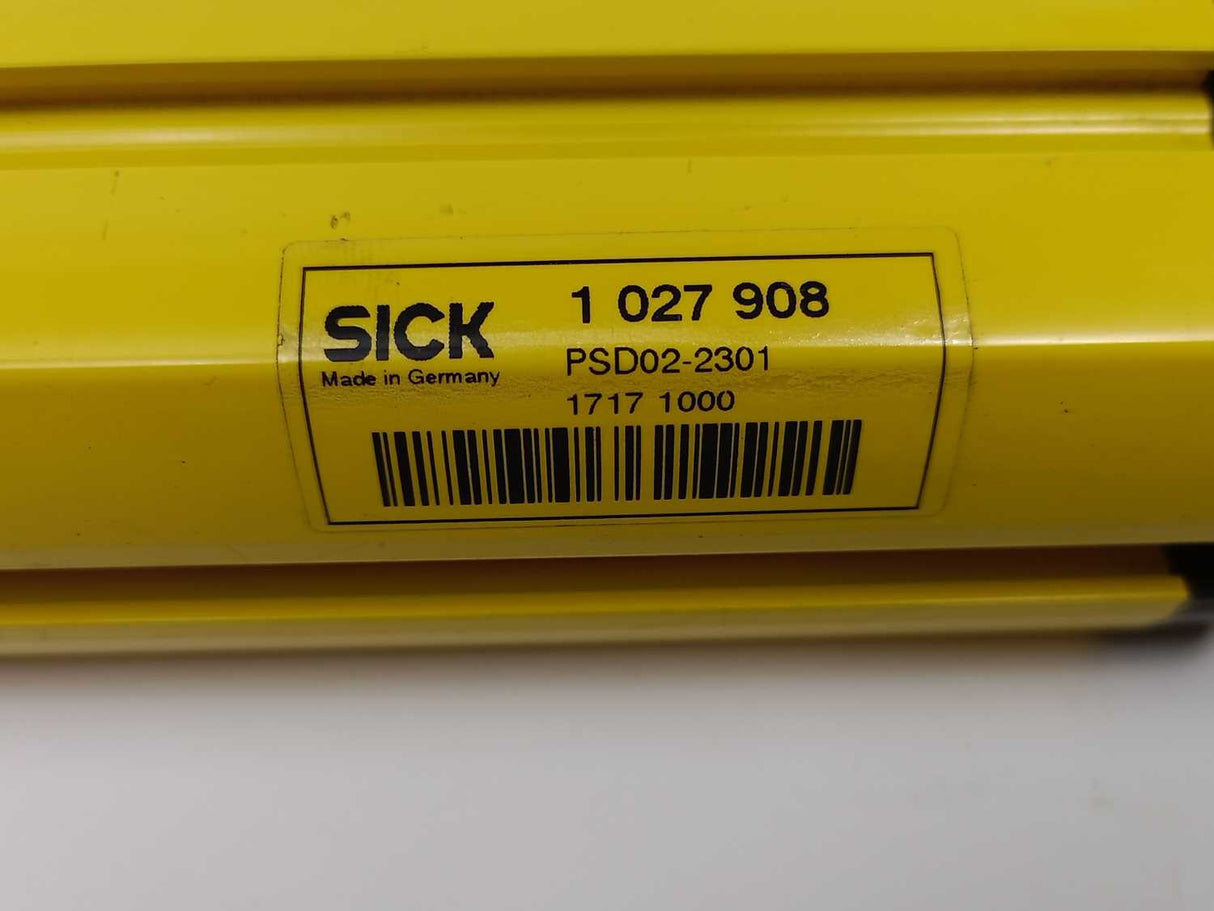 SICK
Made in Germany
1 027 908
PSD02-2301
1717 1000